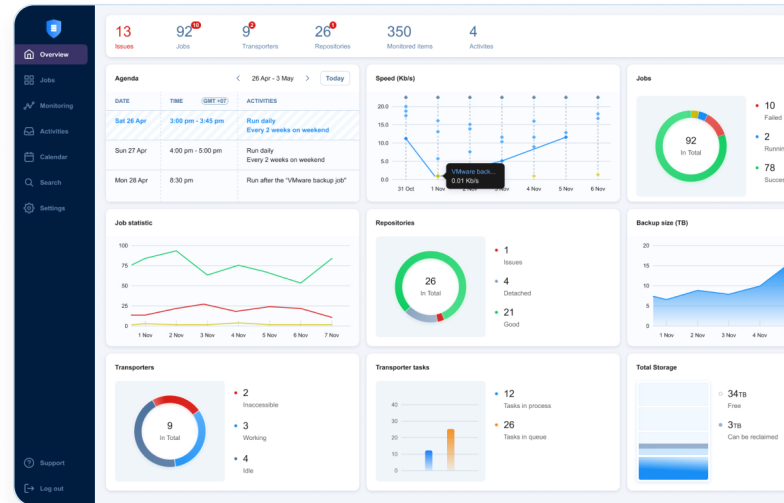 13
Issues
92 10
Jobs
9 2
Transporters
26 1
Repositories
350
Monitored items
4
Activites
Overview
Jobs
Monitoring
Activities
Calendar
Search
Settings
Support
Log out
Agenda
< 26 Apr - 3 May > Today
DATE TIME GMT +07 ACTIVITIES
Sat 26 Apr 3:00 pm - 3:45 pm Run daily
Every 2 weeks on weekend
Sun 27 Apr 4:00 pm - 5:00 pm Run daily
Every 2 weeks on weekend
Mon 28 Apr 8:30 pm Run after the "VMware backup job"
Speed (Kb/s)
20.0
15.0
10.0
5.0
0.0
VMware back...
0.01 Kb/s
31 Oct 1 Nov 2 Nov 3 Nov 4 Nov 5 Nov 6 Nov
Jobs
92
In Total
10
Failed
2
Runnin
78
Succes
Job statistic
100
75
50
25
0
1 Nov 2 Nov 3 Nov 4 Nov 5 Nov 6 Nov 7 Nov
Repositories
26
In Total
1
Issues
4
Detached
21
Good
Backup size (TB)
20
15
10
5
0
1 Nov 2 Nov 3 Nov 4 Nov
Transporters
9
In Total
2
Inaccessible
3
Working
4
Idle
Transporter tasks
40
30
20
10
0
12
Tasks in process
26
Tasks in queue
Total Storage
34TB
Free
3TB
Can be reclaimed